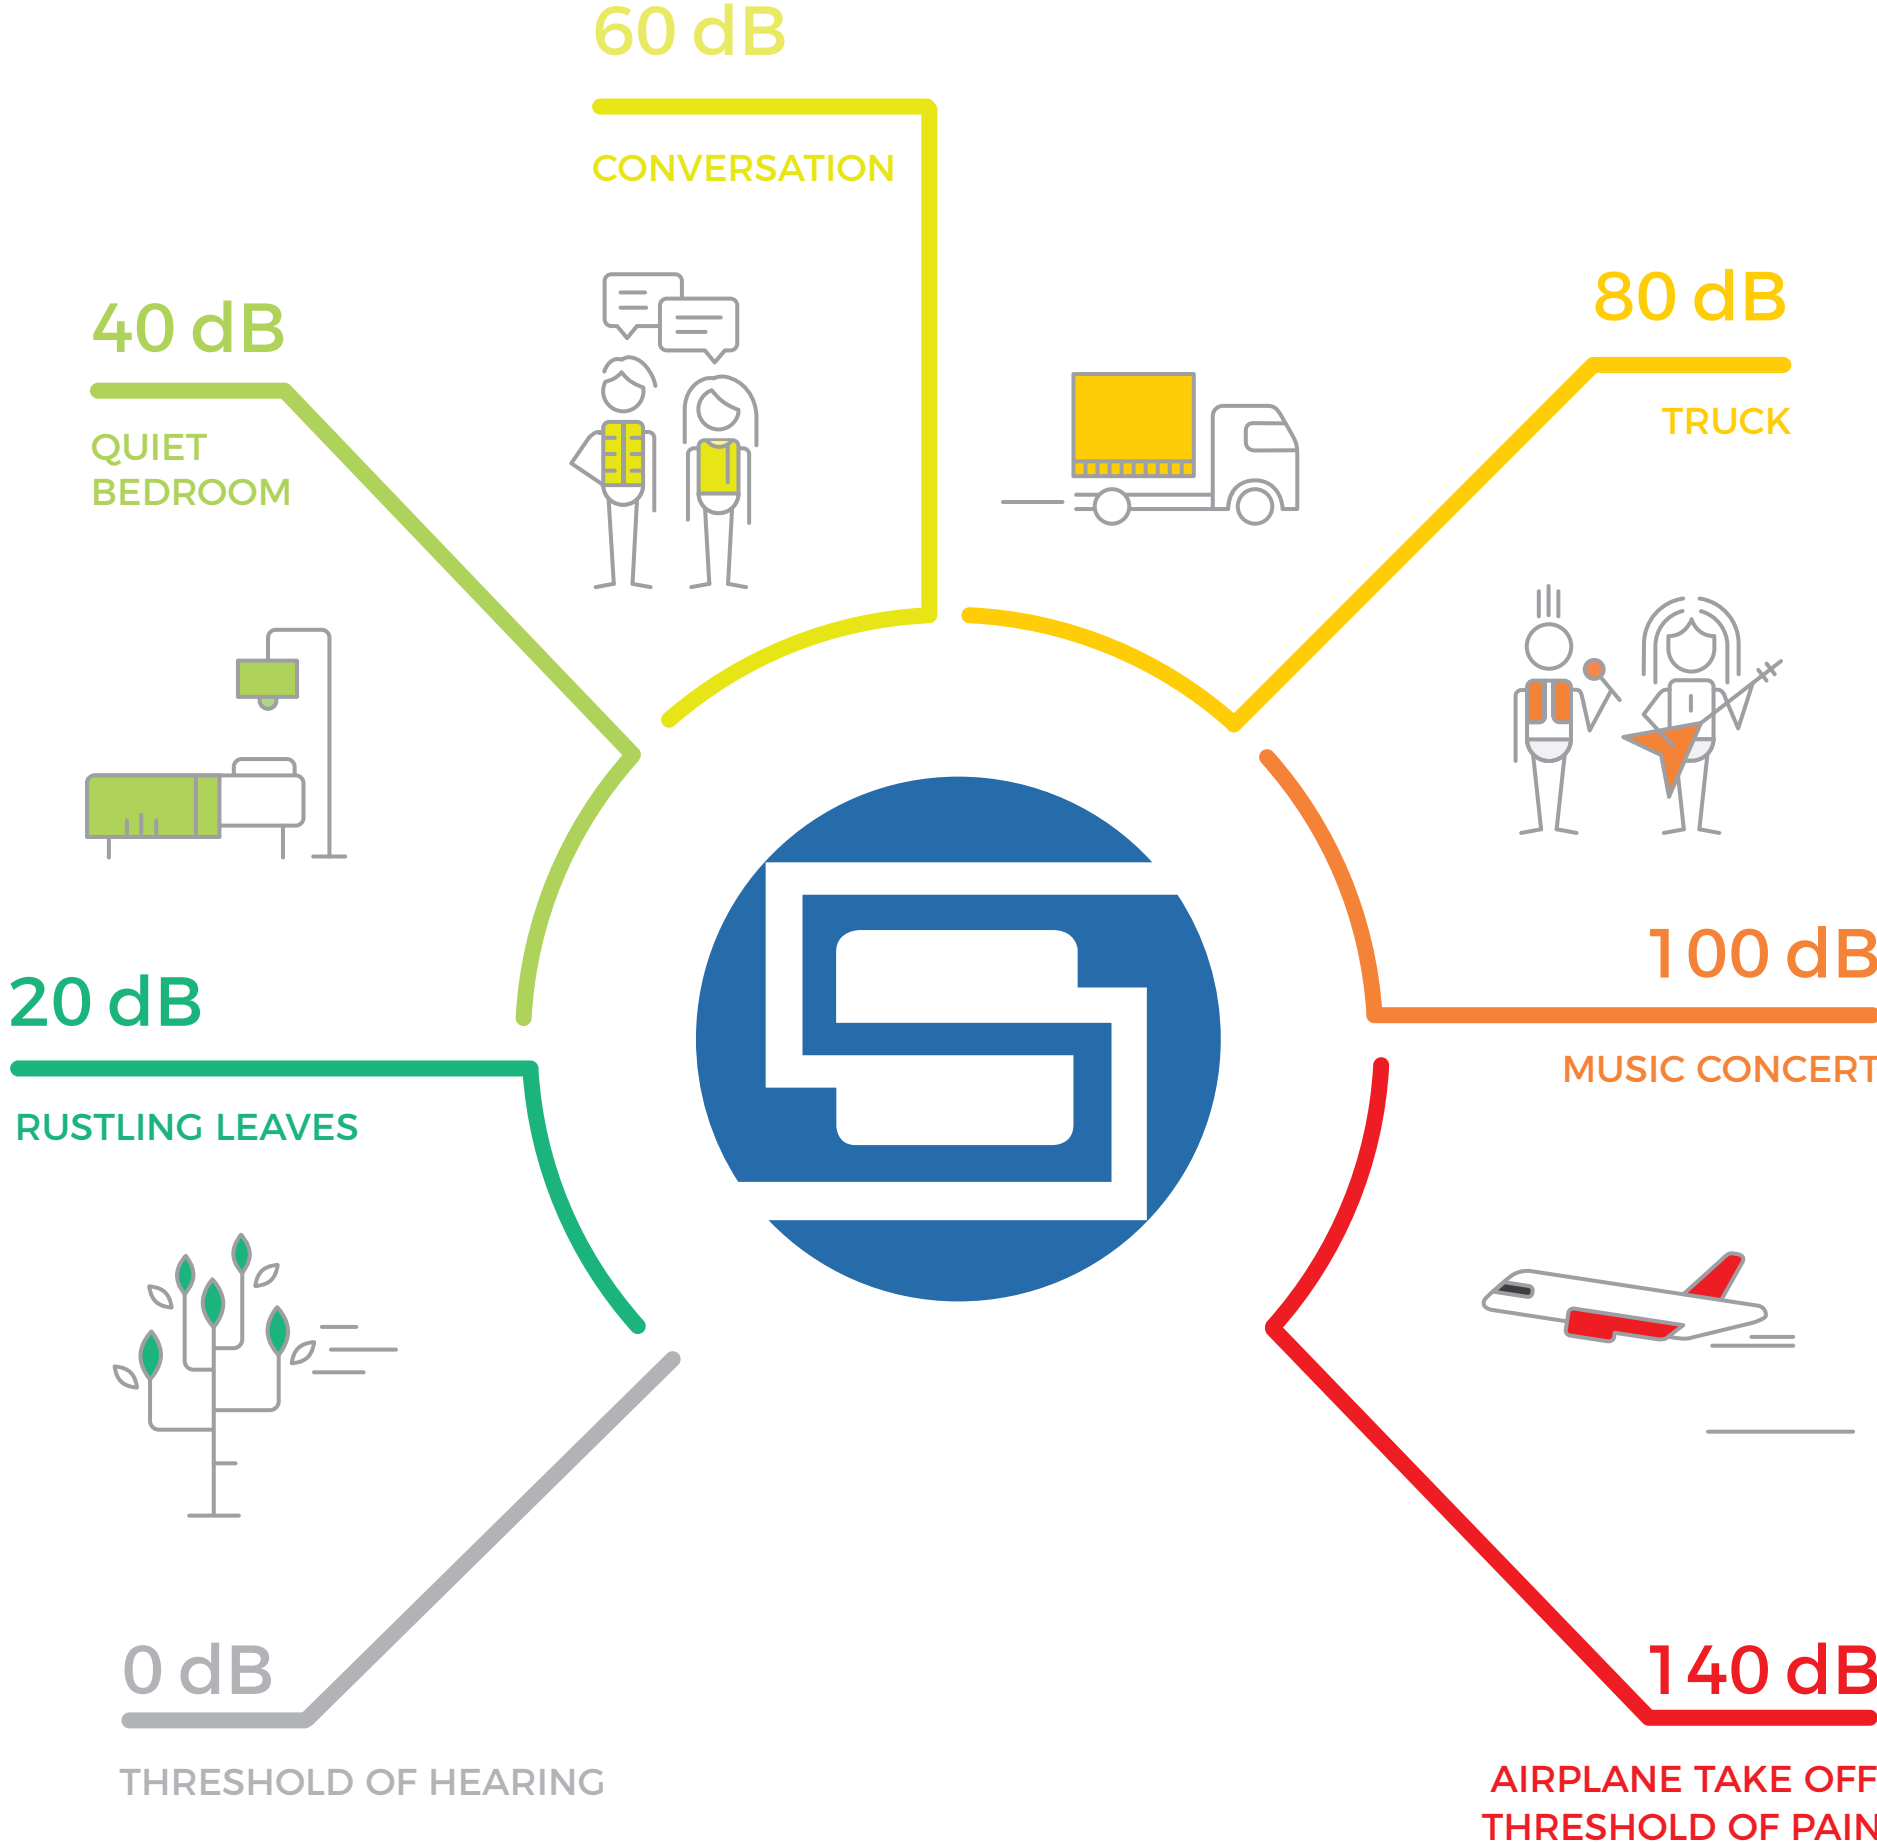 60 dB
CONVERSATION
40 dB
QUIET
BEDROOM
80 dB
TRUCK
20 dB
RUSTLING LEAVES
100 dB
MUSIC CONCERT
0 dB
THRESHOLD OF HEARING
140 dB
AIRPLANE TAKE OFF
THRESHOLD OF PAIN